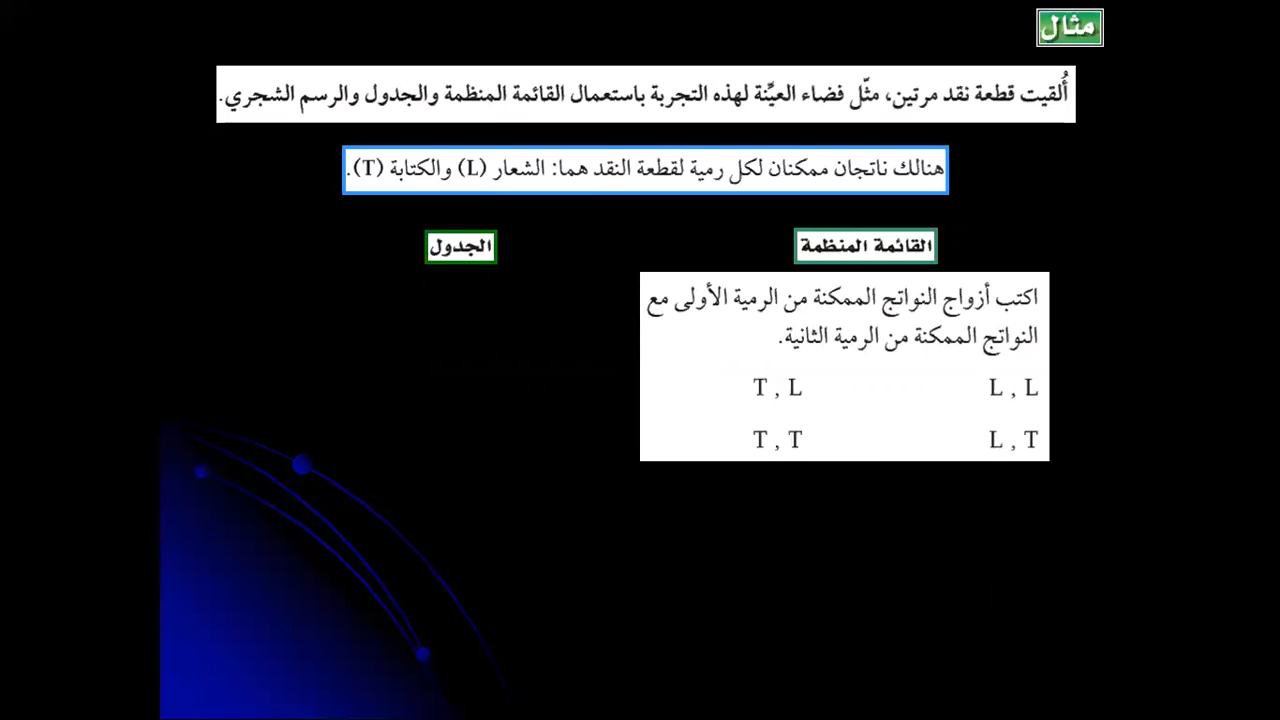 مثال
أُلقيت قطعة نقد مرتين، مثّل فضاء العيِّنة لهذه التجربة باستعمال القائمة المنظمة والجدول والرسم الشجري.
هنالك ناتجان ممكنان لكل رمية لقطعة النقد هما: الشعار (L) والكتابة (T).
القائمة المنظمة
اكتب أزواج النواتج الممكنة من الرمية الأولى مع
النواتج الممكنة من الرمية الثانية.
L , L T , L
L , T T , T
الجدول